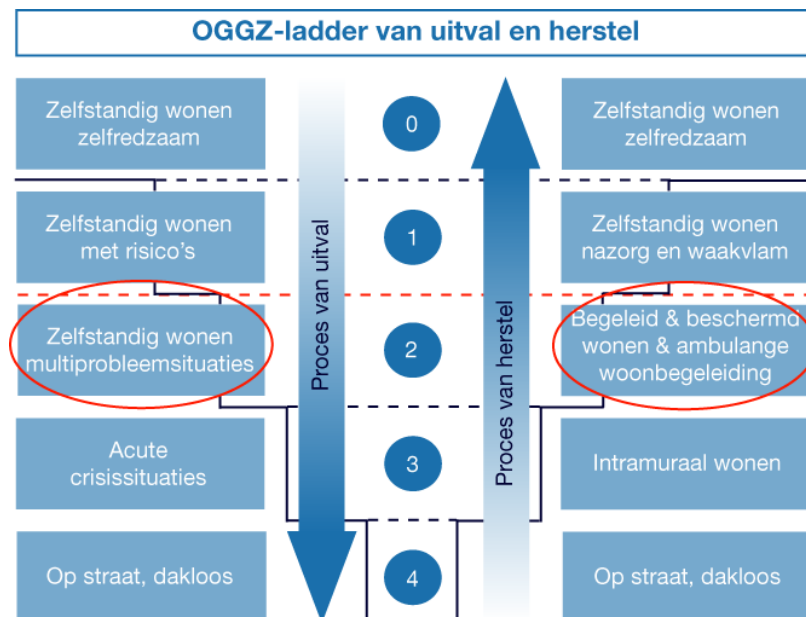 OGGZ-ladder van uitval en herstel
Zelfstandig wonen
zelfredzaam
0
Zelfstandig wonen
zelfredzaam
Zelfstandig wonen
met risico's
1
Zelfstandig wonen
nazorg en waakvlam
Proces van uitval
Proces van herstel
Zelfstandig wonen
multiprobleemsituaties
2
Begeleid & beschermd
wonen & ambulange
woonbegeleiding
Acute
crisissituaties
3
Intramuraal wonen
Op straat, dakloos
4
Op straat, dakloos